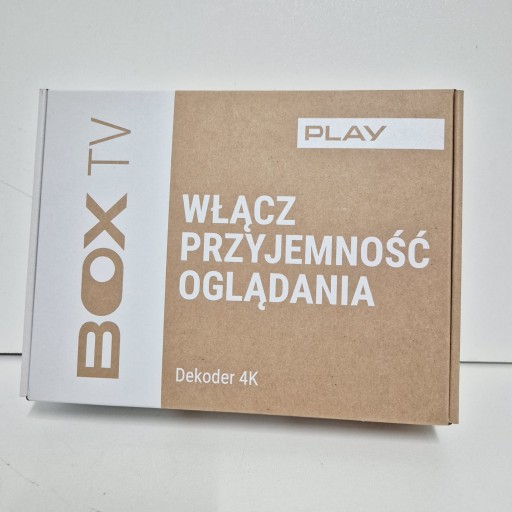 BOX TV
PLAY
WŁĄCZ
PRZYJEMNOŚĆ
OGLĄDANIA
Dekoder 4K